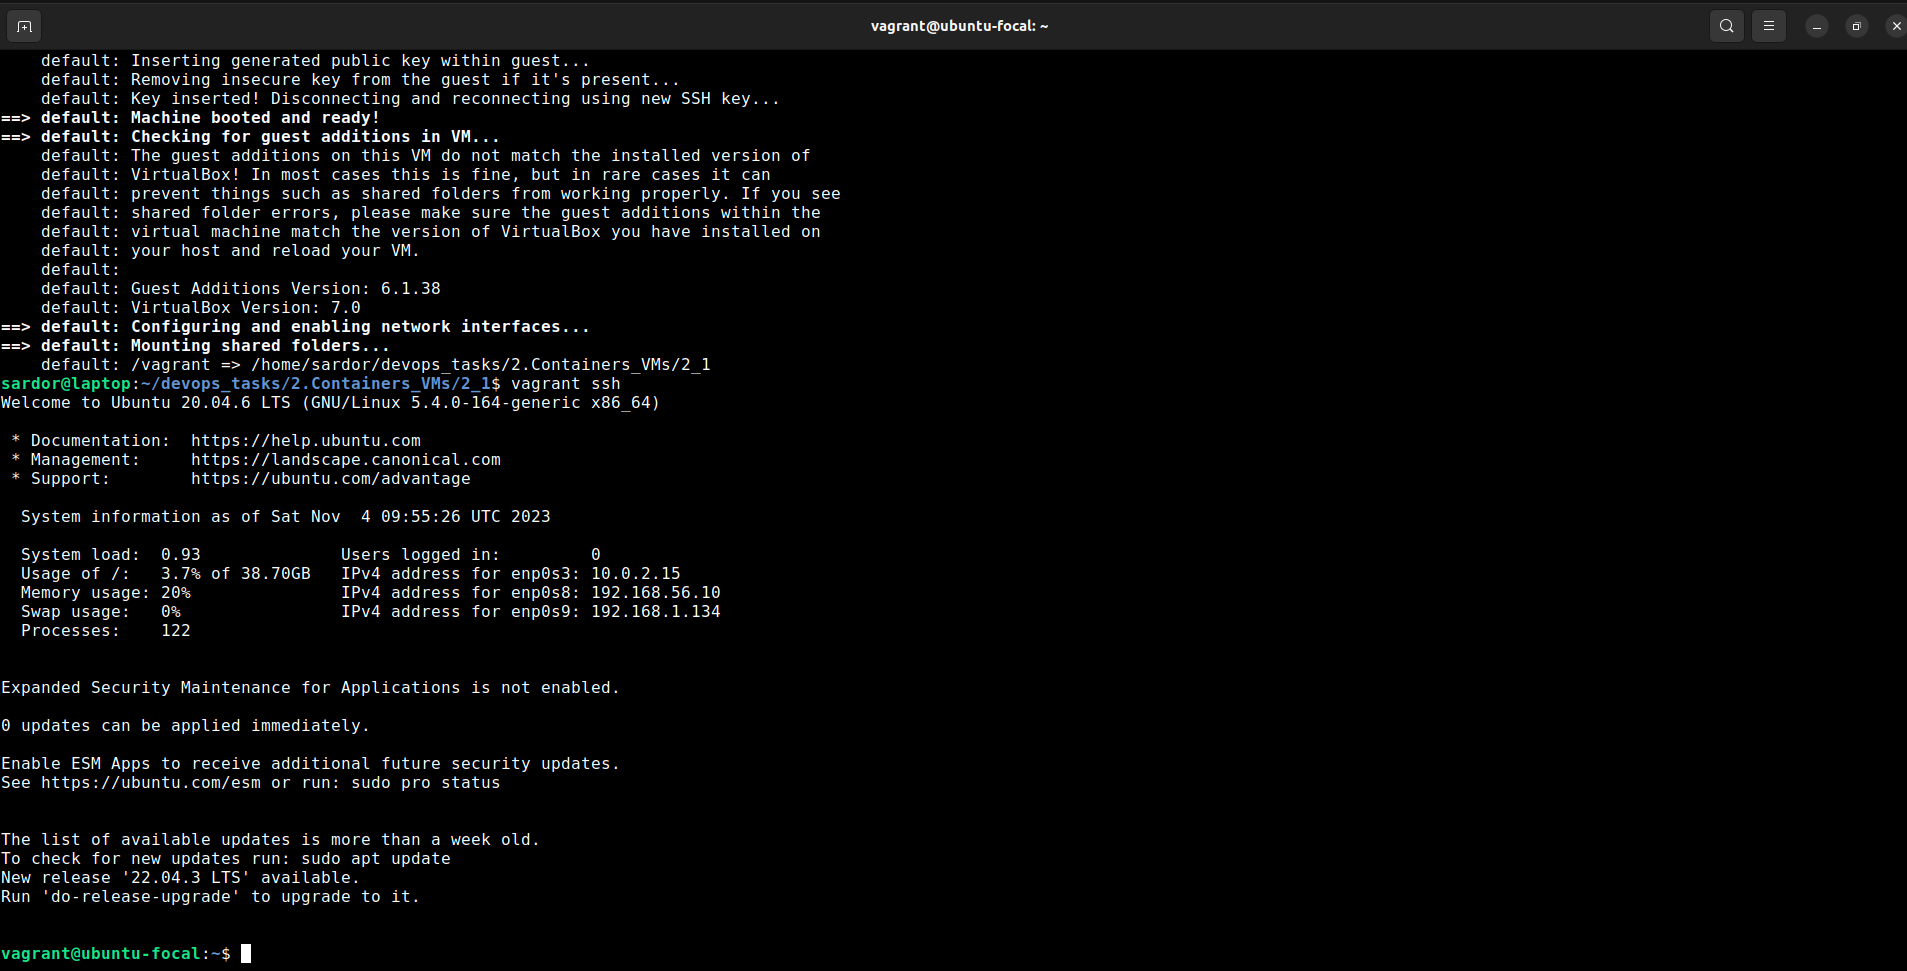 vagrant@ubuntu-focal: ~
    default: Inserting generated public key within guest...
    default: Removing insecure key from the guest if it's present...
    default: Key inserted! Disconnecting and reconnecting using new SSH key...
==> default: Machine booted and ready!
==> default: Checking for guest additions in VM...
    default: The guest additions on this VM do not match the installed version of
    default: VirtualBox! In most cases this is fine, but in rare cases it can
    default: prevent things such as shared folders from working properly. If you see
    default: shared folder errors, please make sure the guest additions within the
    default: virtual machine match the version of VirtualBox you have installed on
    default: your host and reload your VM.
    default:
    default: Guest Additions Version: 6.1.38
    default: VirtualBox Version: 7.0
==> default: Configuring and enabling network interfaces...
==> default: Mounting shared folders...
    default: /vagrant => /home/sardor/devops_tasks/2.Containers_VMs/2_1
sardor@laptop:~/devops_tasks/2.Containers_VMs/2_1$ vagrant ssh
Welcome to Ubuntu 20.04.6 LTS (GNU/Linux 5.4.0-164-generic x86_64)

 * Documentation:  https://help.ubuntu.com
 * Management:     https://landscape.canonical.com
 * Support:        https://ubuntu.com/advantage

  System information as of Sat Nov  4 09:55:26 UTC 2023

  System load:  0.93              Users logged in:         0
  Usage of /:   3.7% of 38.70GB   IPv4 address for enp0s3: 10.0.2.15
  Memory usage: 20%               IPv4 address for enp0s8: 192.168.56.10
  Swap usage:   0%                IPv4 address for enp0s9: 192.168.1.134
  Processes:    122

Expanded Security Maintenance for Applications is not enabled.

0 updates can be applied immediately.

Enable ESM Apps to receive additional future security updates.
See https://ubuntu.com/esm or run: sudo pro status

The list of available updates is more than a week old.
To check for new updates run: sudo apt update
New release '22.04.3 LTS' available.
Run 'do-release-upgrade' to upgrade to it.

vagrant@ubuntu-focal:~$